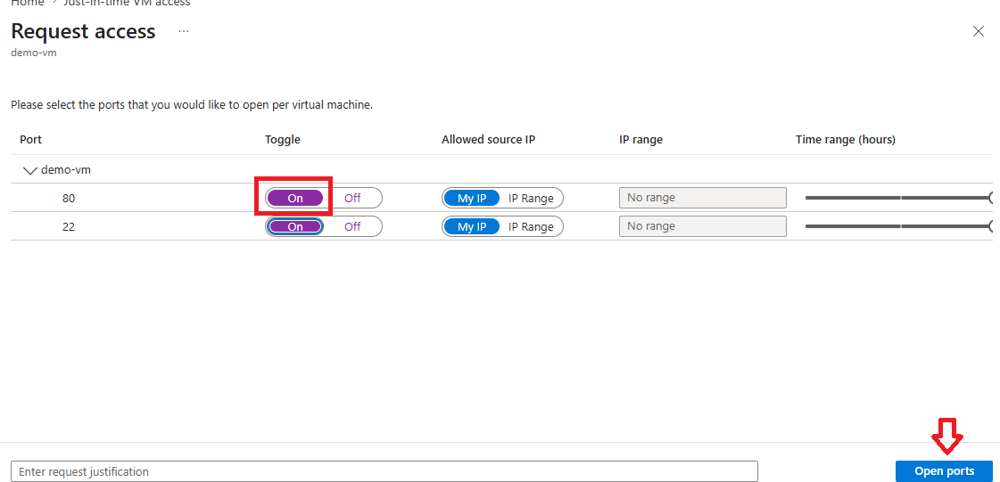 Home > Just-in-time VM access
Request access ...
demo-vm
Please select the ports that you would like to open per virtual machine.
Port Toggle Allowed source IP IP range Time range (hours)
demo-vm
80 On Off My IP IP Range No range
22 On Off My IP IP Range No range
Enter request justification Open ports